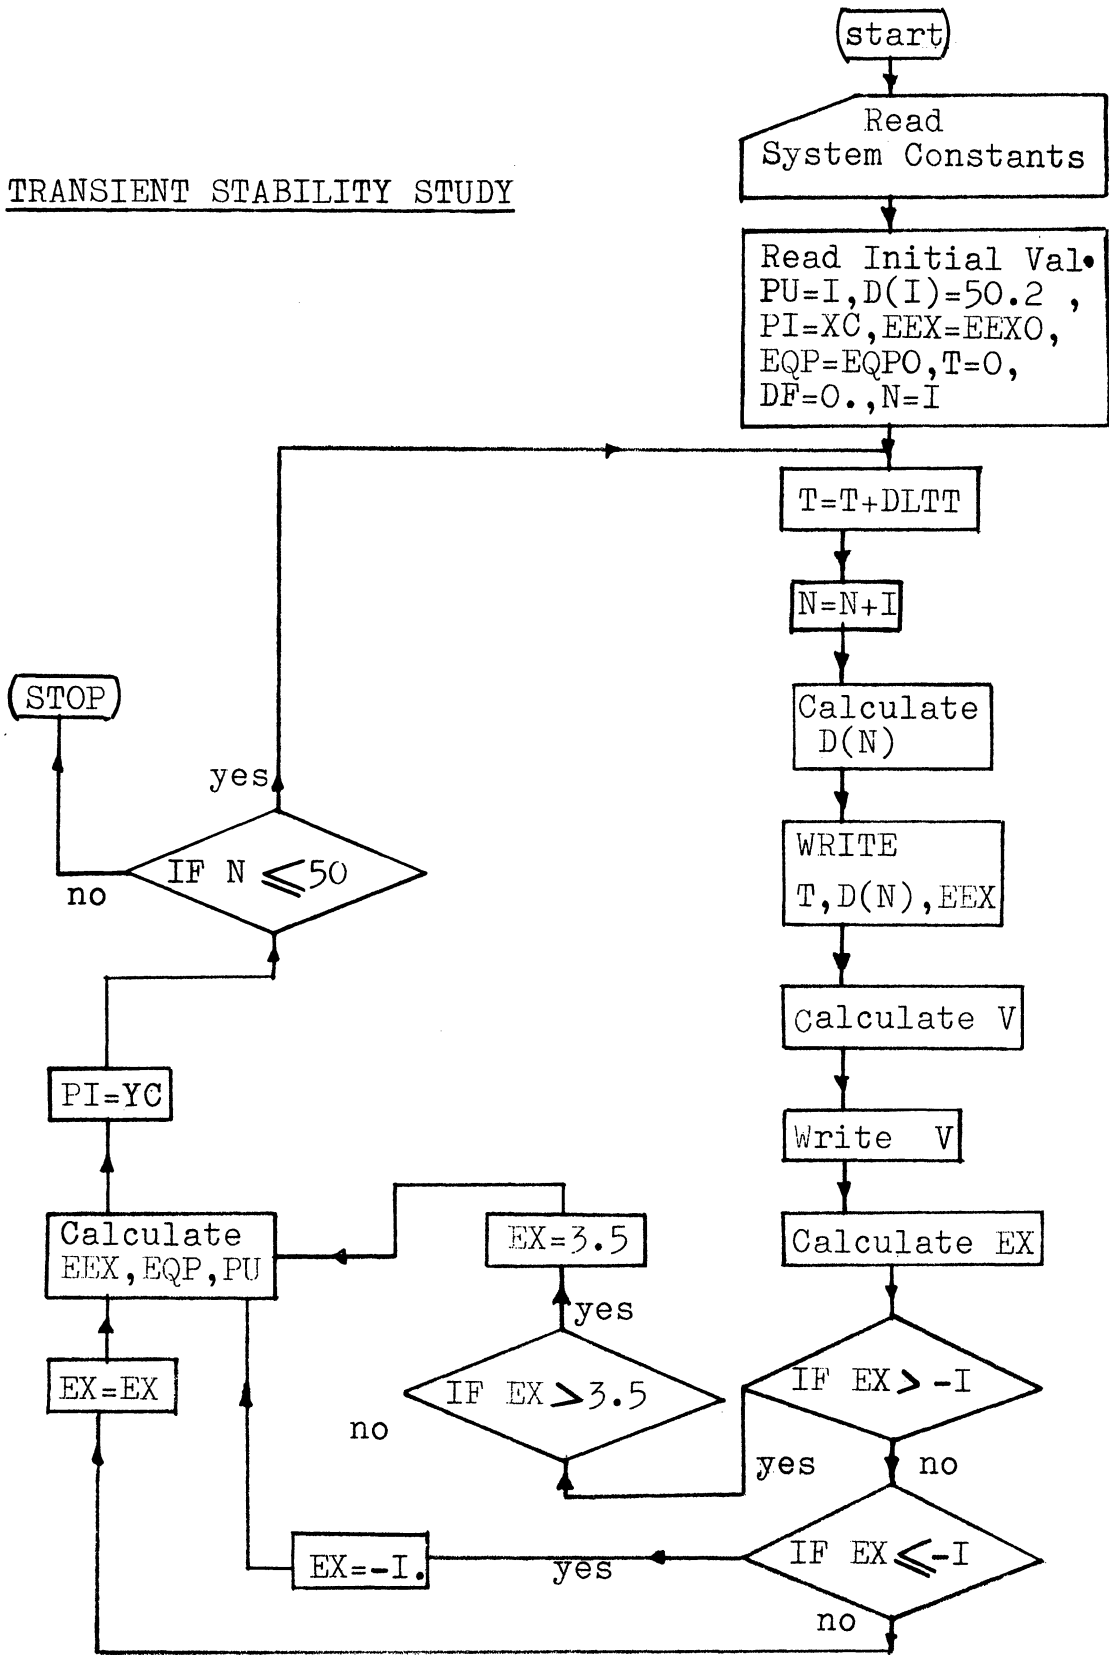 start
Read
System Constants
TRANSIENT STABILITY STUDY
Read Initial Val.
PU=I,D(I)=50.2 ,
PI=XC,EEX=EEXO,
EQP=EQPO,T=0,
DF=0.,N=I
T=T+DLTT
N=N+I
Calculate
D(N)
WRITE
T,D(N),EEX
Calculate V
Write V
Calculate EX
IF EX > -I
yes
no
IF EX ≤ -I
yes
no
IF EX > 3.5
yes
no
EX=3.5
EX=-I.
EX=EX
Calculate
EEX,EQP,PU
PI=YC
IF N ≤ 50
yes
no
(STOP)